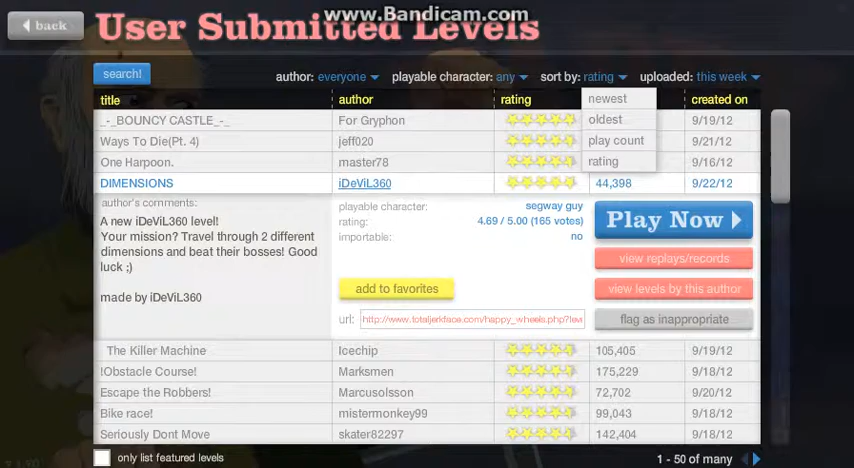 www.Bandicam.com
back
User Submitted Levels
search!
author: everyone
playable character: any
sort by: rating
uploaded: this week
title author rating created on
newest
oldest
play count
rating
_-_BOUNCY CASTLE_-_ For Gryphon 9/19/12
Ways To Die(Pt. 4) jeff020 9/21/12
One Harpoon. master78 9/16/12
DIMENSIONS iDeViL360 44,398 9/22/12
author's comments:
A new iDeViL360 level!
Your mission? Travel through 2 different
dimensions and beat their bosses! Good
luck ;)
made by iDeViL360
playable character: segway guy
rating: 4.69 / 5.00 (165 votes)
importable: no
add to favorites
url: http://www.totaljerkface.com/happy_wheels.php?leve
Play Now
view replays/records
view levels by this author
flag as inappropriate
The Killer Machine Icechip 105,405 9/19/12
!Obstacle Course! Marksmen 175,229 9/18/12
Escape the Robbers! Marcusolsson 72,702 9/20/12
Bike race! mistermonkey99 99,043 9/18/12
Seriously Dont Move skater82297 142,404 9/18/12
only list featured levels
1 - 50 of many